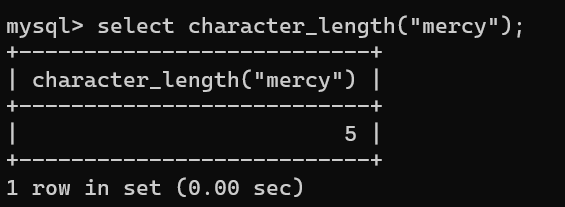 mysql> select character_length("mercy");
+---------------------------+
| character_length("mercy") |
+---------------------------+
|                         5 |
+---------------------------+
1 row in set (0.00 sec)